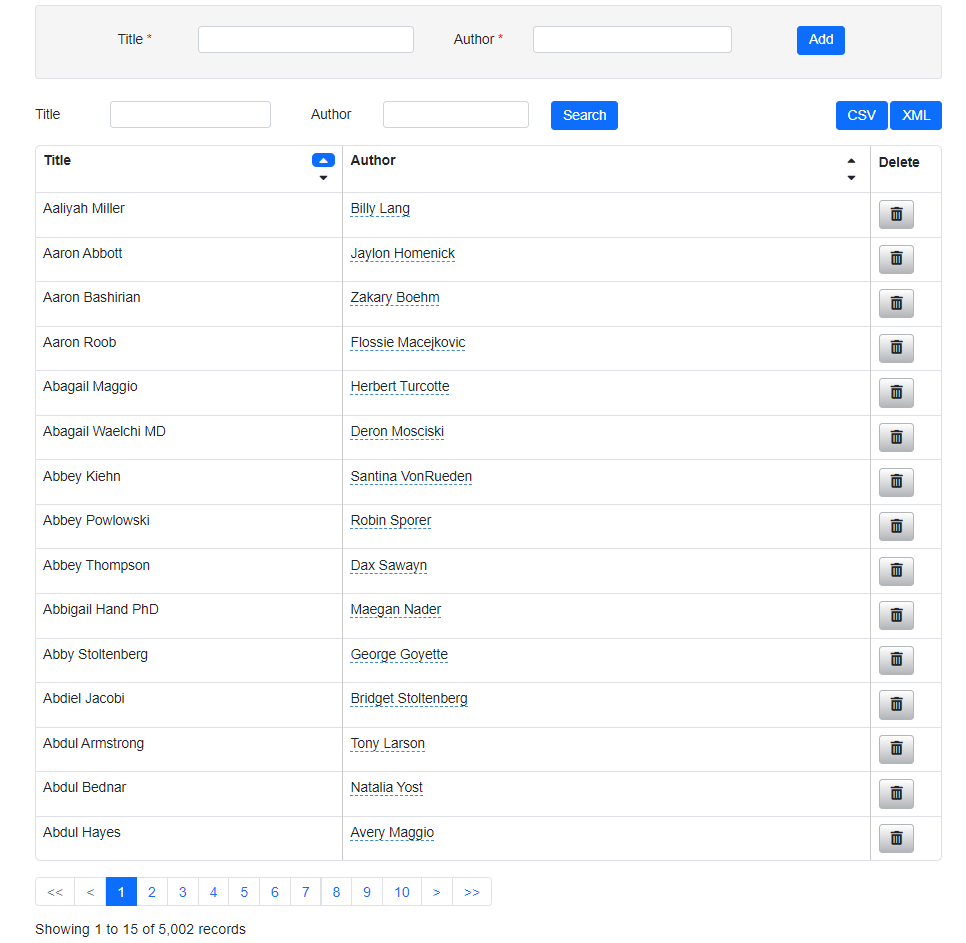 Title * Author * Add
Title Author Search CSV XML
Title Author Delete
Aaliyah Miller Billy Lang
Aaron Abbott Jaylon Homenick
Aaron Bashirian Zakary Boehm
Aaron Roob Flossie Macejkovic
Abagail Maggio Herbert Turcotte
Abagail Waelchi MD Deron Mosciski
Abbey Kiehn Santina VonRueden
Abbey Powlowski Robin Sporer
Abbey Thompson Dax Sawayn
Abbigail Hand PhD Maegan Nader
Abby Stoltenberg George Goyette
Abdiel Jacobi Bridget Stoltenberg
Abdul Armstrong Tony Larson
Abdul Bednar Natalia Yost
Abdul Hayes Avery Maggio
<< < 1 2 3 4 5 6 7 8 9 10 > >>
Showing 1 to 15 of 5,002 records